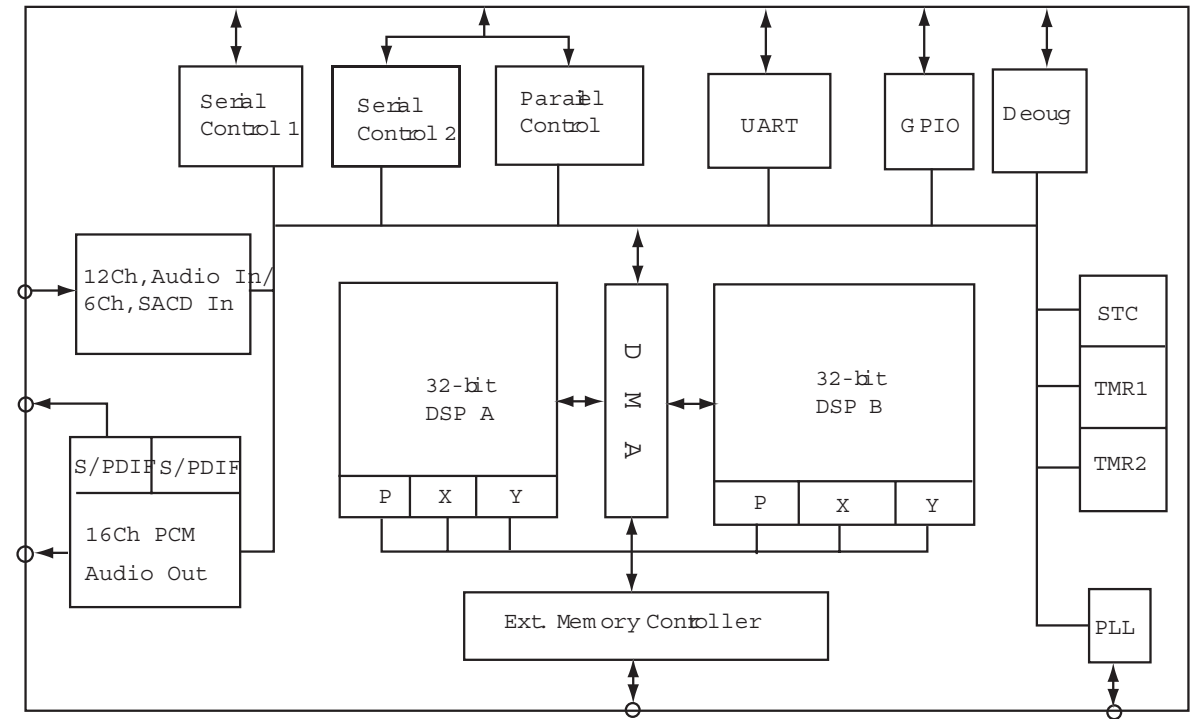 Serial
Control 1
Serial
Control 2
Parallel
Control
UART
GPIO
Deoug
12Ch,Audio In/
6Ch,SACD In
STC
TMR1
TMR2
32-bit
DSP A
D M A
32-bit
DSP B
S/PDIF S/PDIF
P X Y
P X Y
16Ch PCM
Audio Out
Ext. Memory Controller
PLL